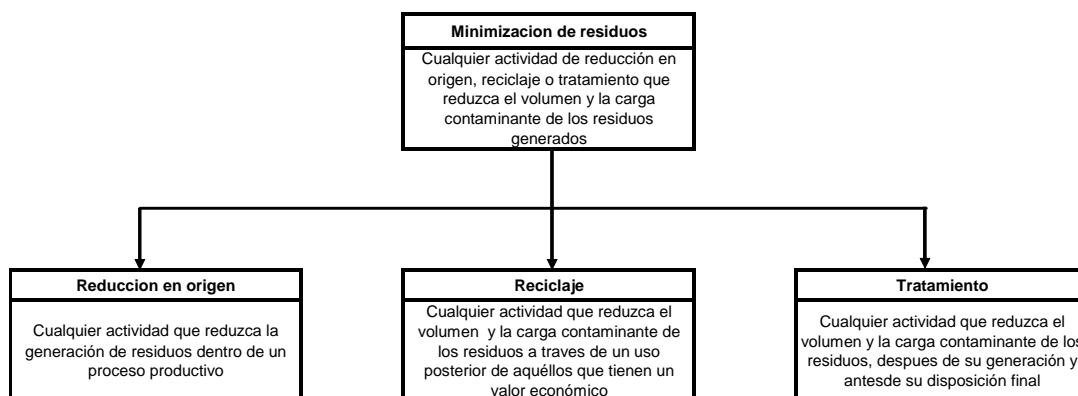 Minimizacion de residuos
Cualquier actividad de reducción en
origen, reciclaje o tratamiento que
reduzca el volumen y la carga
contaminante de los residuos
generados
Reduccion en origen
Cualquier actividad que reduzca la
generación de residuos dentro de un
proceso productivo
Reciclaje
Cualquier actividad que reduzca el
volumen y la carga contaminante de
los residuos a traves de un uso
posterior de aquéllos que tienen un
valor económico
Tratamiento
Cualquier actividad que reduzca el
volumen y la carga contaminante de los
residuos, despues de su generación y
antesde su disposición final